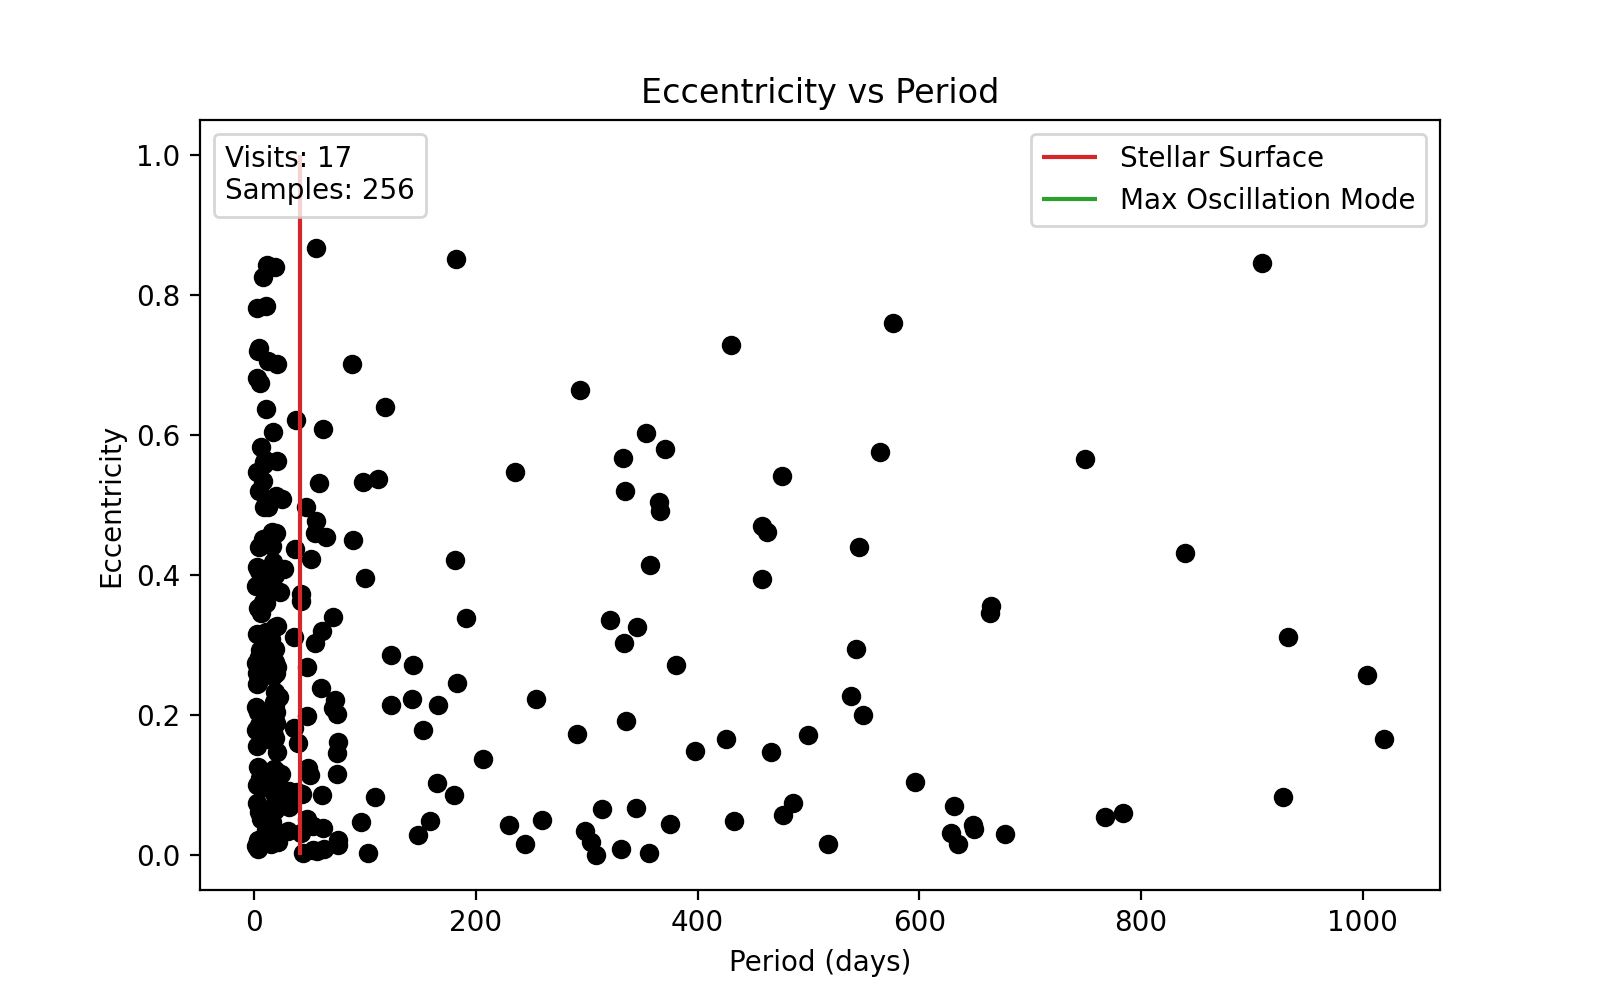 Eccentricity vs Period
Visits: 17
Samples: 256
Stellar Surface
Max Oscillation Mode
1.0
0.8
0.6
0.4
0.2
0.0
Eccentricity
0
200
400
600
800
1000
Period (days)